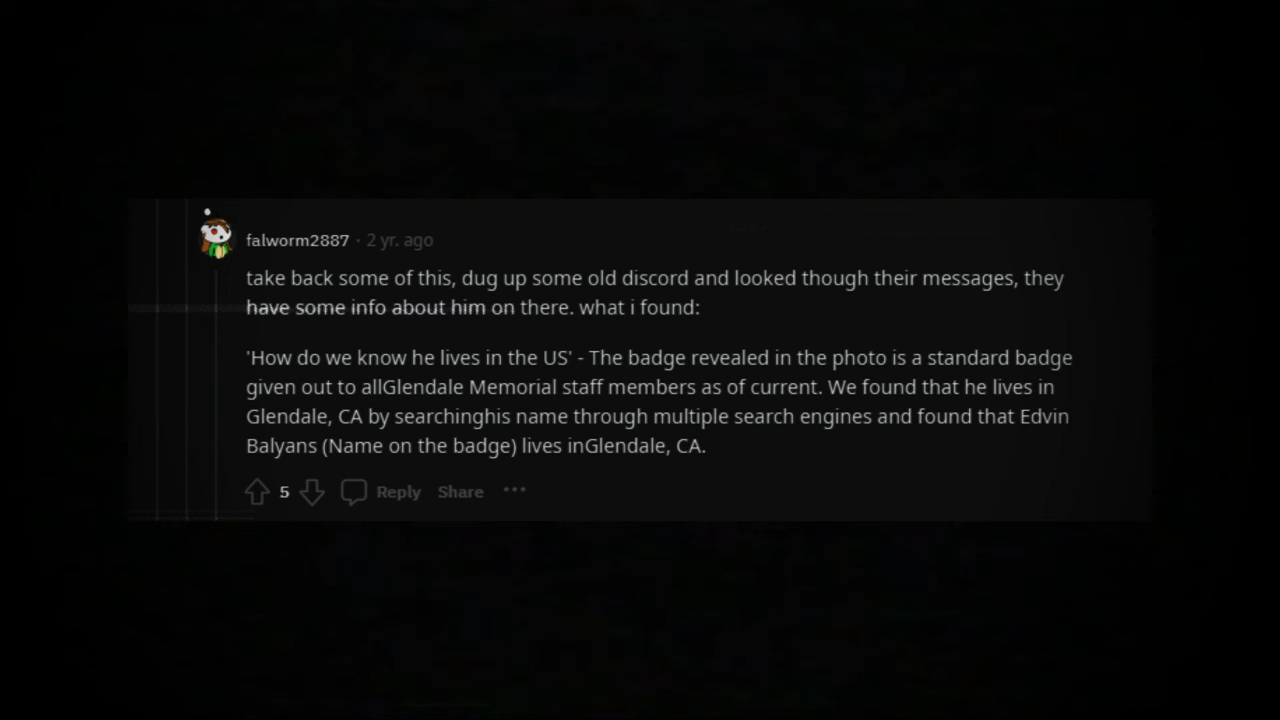 falworm2887 · 2 yr. ago
take back some of this, dug up some old discord and looked though their messages, they
have some info about him on there. what i found:
'How do we know he lives in the US' - The badge revealed in the photo is a standard badge
given out to allGlendale Memorial staff members as of current. We found that he lives in
Glendale, CA by searchinghis name through multiple search engines and found that Edvin
Balyans (Name on the badge) lives inGlendale, CA.
5 Reply Share ···